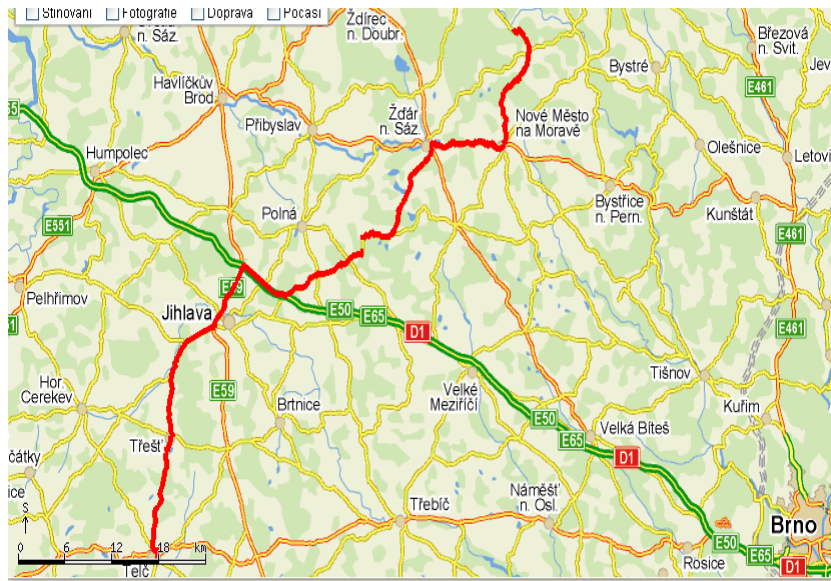 Stínování
Fotografie
Doprava
Počasí
n. Sáz.
Ždírec
n. Doubr.
Březová
n. Svit.
Bystré
Jev
Havlíčkův
Brod
E461
Žďár
n. Sáz.
Nové Město
na Moravě
Přibyslav
Humpolec
Olešnice
Letovi
Bystřice
n. Pern.
Kunštát
Polná
E551
E461
Pelhřimov
E59
Jihlava
E50
E65
D1
E461
Hor.
Cerekev
E59
Velké
Meziříčí
Tišnov
Brtnice
Kuřim
E50
E65
Velká Bíteš
D1
Třešť
čátky
ice
S
Třebíč
Náměšť
n. Osl.
Brno
0 6 12 18 km
E50
E65
D1
Rosice
Telč